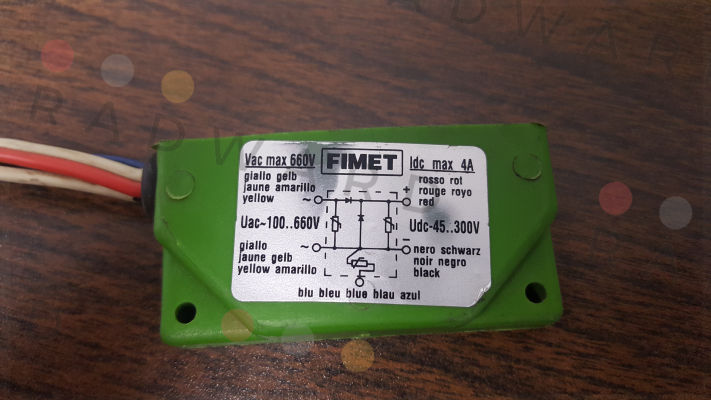 RADWARD
RADWARD
Vac max 660V FIMET Idc max 4A
giallo gelb
jaune amarillo
yellow ~
rosso rot
+ rouge royo
red
Uac~100..660V
Udc-45..300V
giallo ~
jaune gelb
yellow amarillo
− nero schwarz
noir negro
black
blu bleu blue blau azul